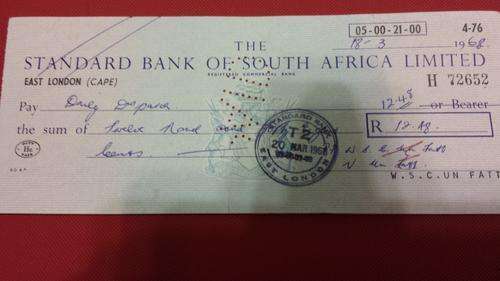 05-00-21-00 4-76
18-3 1968
THE
STANDARD BANK OF SOUTH AFRICA LIMITED
REGISTERED COMMERCIAL BANK
EAST LONDON (CAPE) H 72652
Pay Daily Dispatch 12.48 or Bearer
the sum of Twelve Rand and R 12.48.
Cents
STANDARD BANK
T 2
20 MAR 1968
EAST LONDON
W.S.C.UN FATT